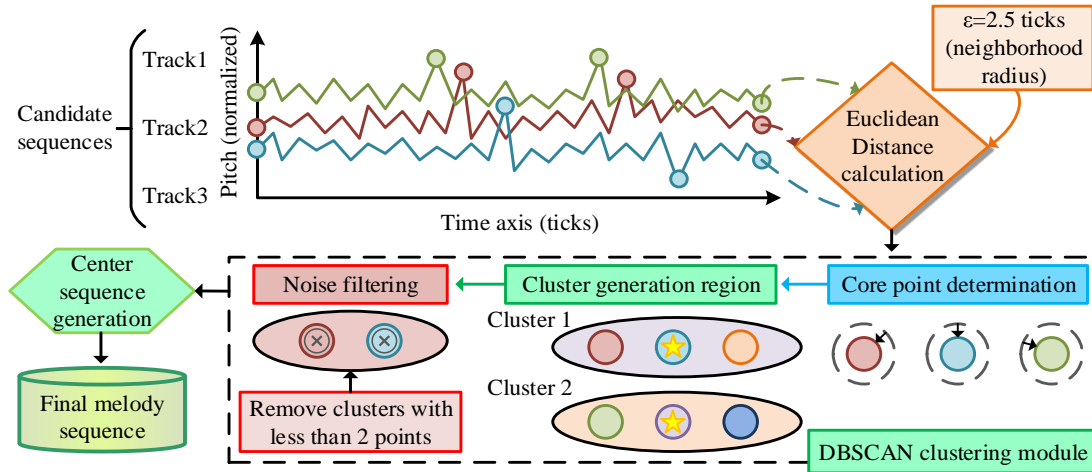 Candidate
sequences
Track1
Track2
Track3
Pitch (normalized)
Time axis (ticks)
ε=2.5 ticks
(neighborhood
radius)
Euclidean
Distance
calculation
Center
sequence
generation
Noise filtering
Cluster generation region
Core point determination
Cluster 1
Cluster 2
Final melody
sequence
Remove clusters with
less than 2 points
DBSCAN clustering module